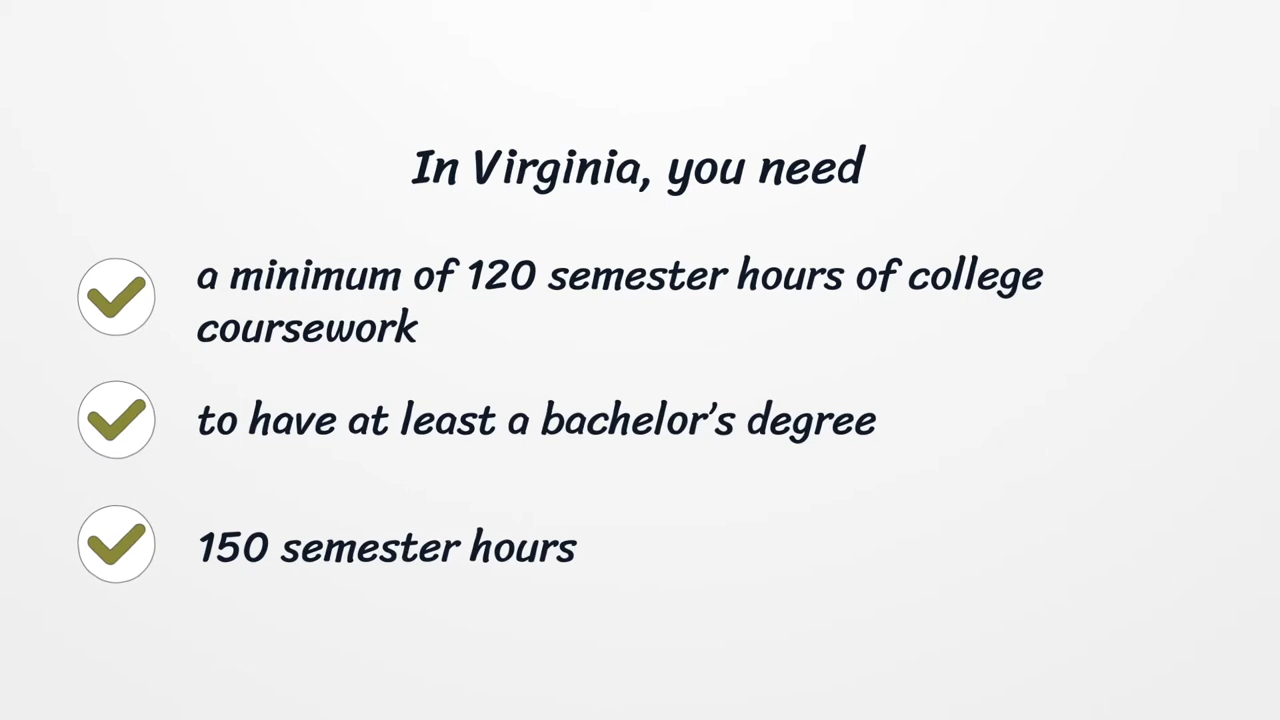 In Virginia, you need
a minimum of 120 semester hours of college
coursework
to have at least a bachelor’s degree
150 semester hours